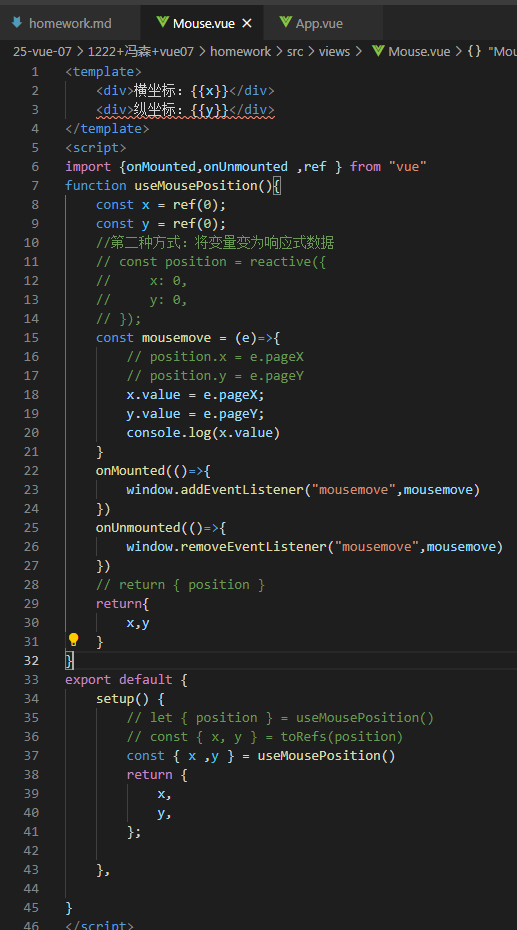 homework.md
Mouse.vue
App.vue
25-vue-07 > 1222+冯森+vue07 > homework > src > views > Mouse.vue > {} "Mou
1 <template>
2 <div>横坐标: {{x}}</div>
3 <div>纵坐标: {{y}}</div>
4 </template>
5 <script>
6 import {onMounted,onUnmounted ,ref } from "vue"
7 function useMousePosition(){
8 const x = ref(0);
9 const y = ref(0);
10 //第二种方式: 将变量变为响应式数据
11 // const position = reactive({
12 // x: 0,
13 // y: 0,
14 // });
15 const mousemove = (e)=>{
16 // position.x = e.pageX
17 // position.y = e.pageY
18 x.value = e.pageX;
19 y.value = e.pageY;
20 console.log(x.value)
21 }
22 onMounted(()=>{
23 window.addEventListener("mousemove",mousemove)
24 })
25 onUnmounted(()=>{
26 window.removeEventListener("mousemove",mousemove)
27 })
28 // return { position }
29 return{
30 x,y
31 }
32 }
33 export default {
34 setup() {
35 // let { position } = useMousePosition()
36 // const { x, y } = toRefs(position)
37 const { x ,y } = useMousePosition()
38 return {
39 x,
40 y,
41 };
42
43 },
44
45 }
46 </script>